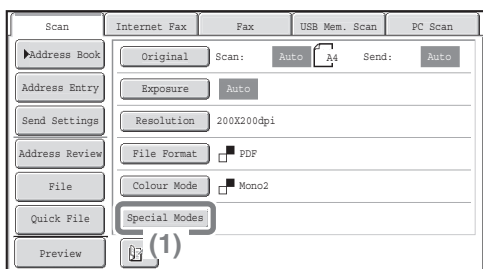 Scan Internet Fax Fax USB Mem. Scan PC Scan
Address Book Original Scan: Auto A4 Send: Auto
Address Entry Exposure Auto
Send Settings Resolution 200X200dpi
Address Review File Format PDF
File Colour Mode Mono2
Quick File Special Modes
Preview (1)